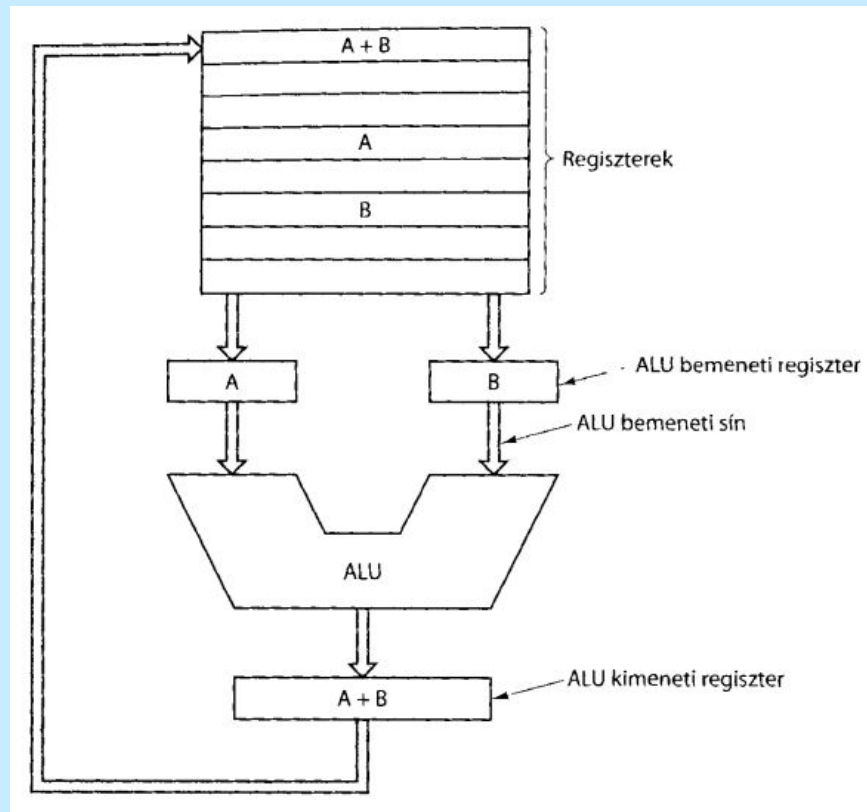 A + B
A
Regiszterek
B
A
B
ALU bemeneti regiszter
ALU bemeneti sín
ALU
A + B
ALU kimeneti regiszter